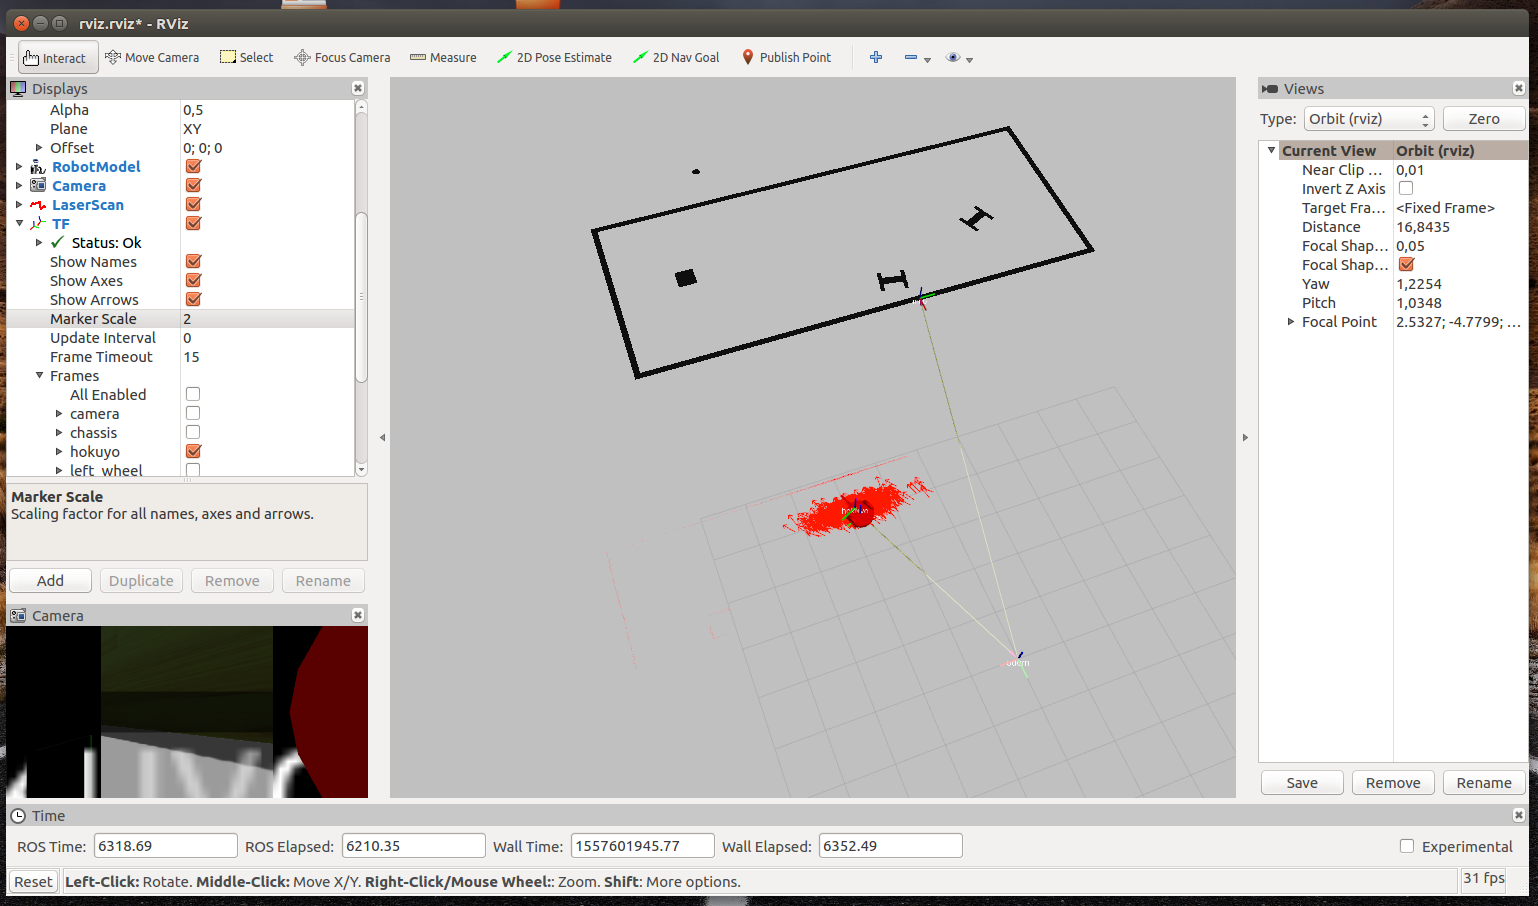 rviz.rviz* - RViz
Interact Move Camera Select Focus Camera Measure 2D Pose Estimate 2D Nav Goal Publish Point
Displays
Alpha 0,5
Plane XY
Offset 0; 0; 0
RobotModel
Camera
LaserScan
TF
Status: Ok
Show Names
Show Axes
Show Arrows
Marker Scale 2
Update Interval 0
Frame Timeout 15
Frames
All Enabled
camera
chassis
hokuyo
left_wheel
Marker Scale
Scaling factor for all names, axes and arrows.
Add Duplicate Remove Rename
Camera
Views
Type: Orbit (rviz) Zero
Current View Orbit (rviz)
Near Clip ... 0,01
Invert Z Axis
Target Fra... <Fixed Frame>
Distance 16,8435
Focal Shap... 0,05
Focal Shap...
Yaw 1,2254
Pitch 1,0348
Focal Point 2.5327; -4.7799; ...
Save Remove Rename
Time
ROS Time: 6318.69 ROS Elapsed: 6210.35 Wall Time: 1557601945.77 Wall Elapsed: 6352.49 Experimental
Reset Left-Click: Rotate. Middle-Click: Move X/Y. Right-Click/Mouse Wheel:: Zoom. Shift: More options. 31 fps